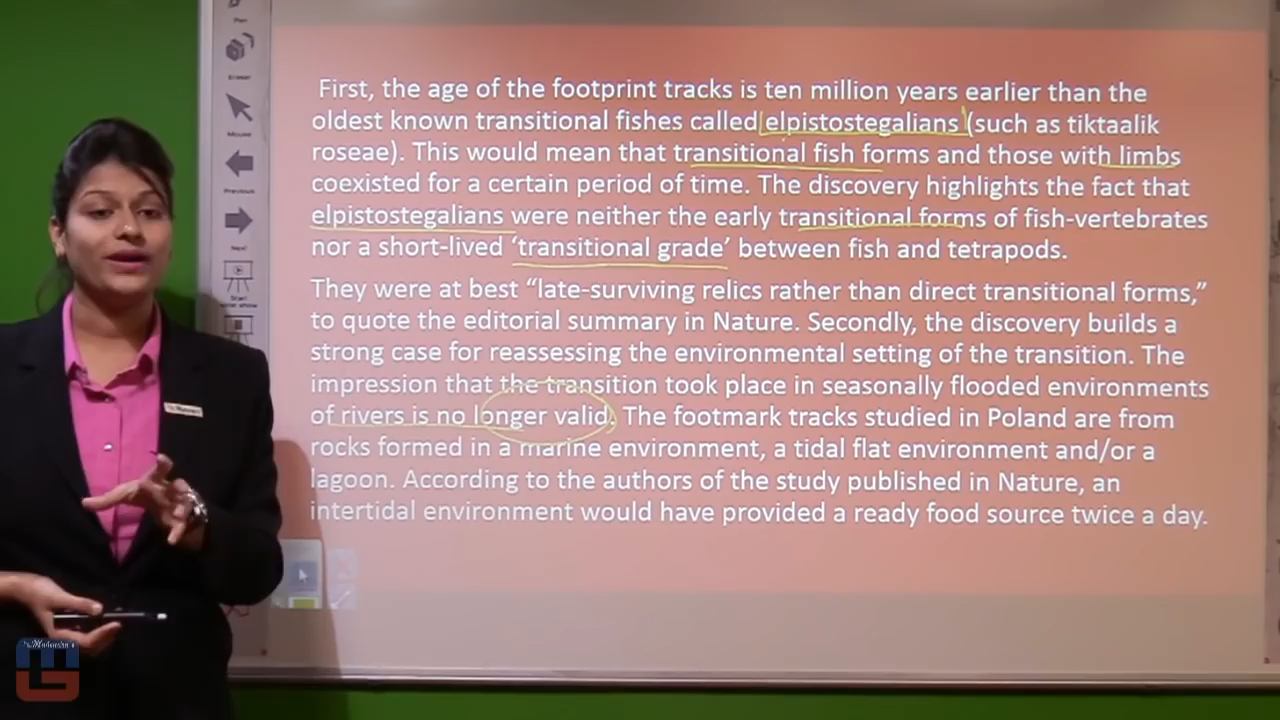 Pen
Eraser
Mouse
Previous
Next
First, the age of the footprint tracks is ten million years earlier than the
oldest known transitional fishes called elpistostegalians (such as tiktaalik
roseae). This would mean that transitional fish forms and those with limbs
coexisted for a certain period of time. The discovery highlights the fact that
elpistostegalians were neither the early transitional forms of fish-vertebrates
nor a short-lived ‘transitional grade’ between fish and tetrapods.
They were at best “late-surviving relics rather than direct transitional forms,”
to quote the editorial summary in Nature. Secondly, the discovery builds a
strong case for reassessing the environmental setting of the transition. The
impression that the transition took place in seasonally flooded environments
of rivers is no longer valid. The footmark tracks studied in Poland are from
rocks formed in a marine environment, a tidal flat environment and/or a
lagoon. According to the authors of the study published in Nature, an
intertidal environment would have provided a ready food source twice a day.